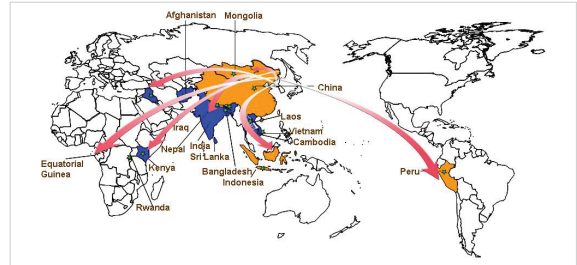 Afghanistan
Mongolia
China
Laos
Iraq
Vietnam
Nepal
India
Cambodia
Sri Lanka
Equatorial
Guinea
Kenya
Bangladesh
Indonesia
Peru
Rwanda